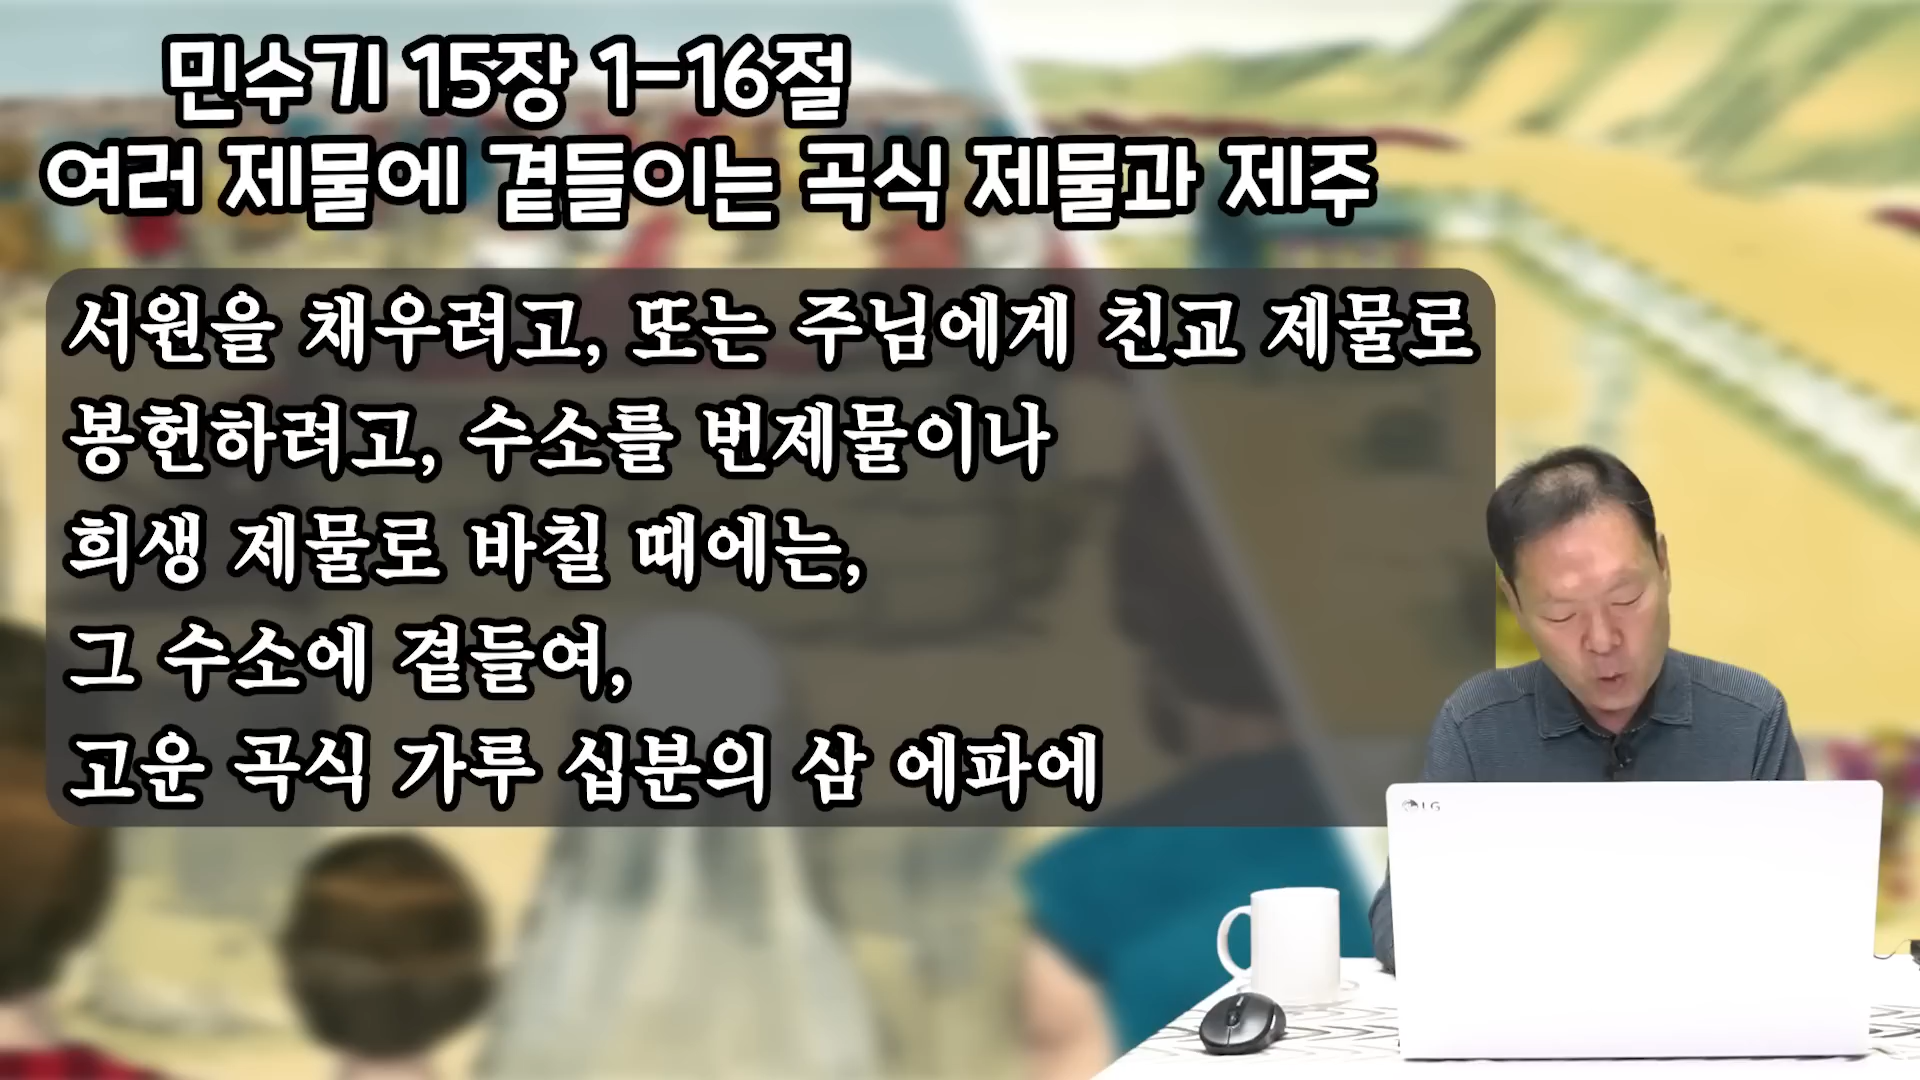 민수기 15장 1-16절
여러 제물에 곁들이는 곡식 제물과 제주
서원을 채우려고, 또는 주님에게 친교 제물로
봉헌하려고, 수소를 번제물이나
희생 제물로 바칠 때에는,
그 수소에 곁들여,
고운 곡식 가루 십분의 삼 에파에
LG